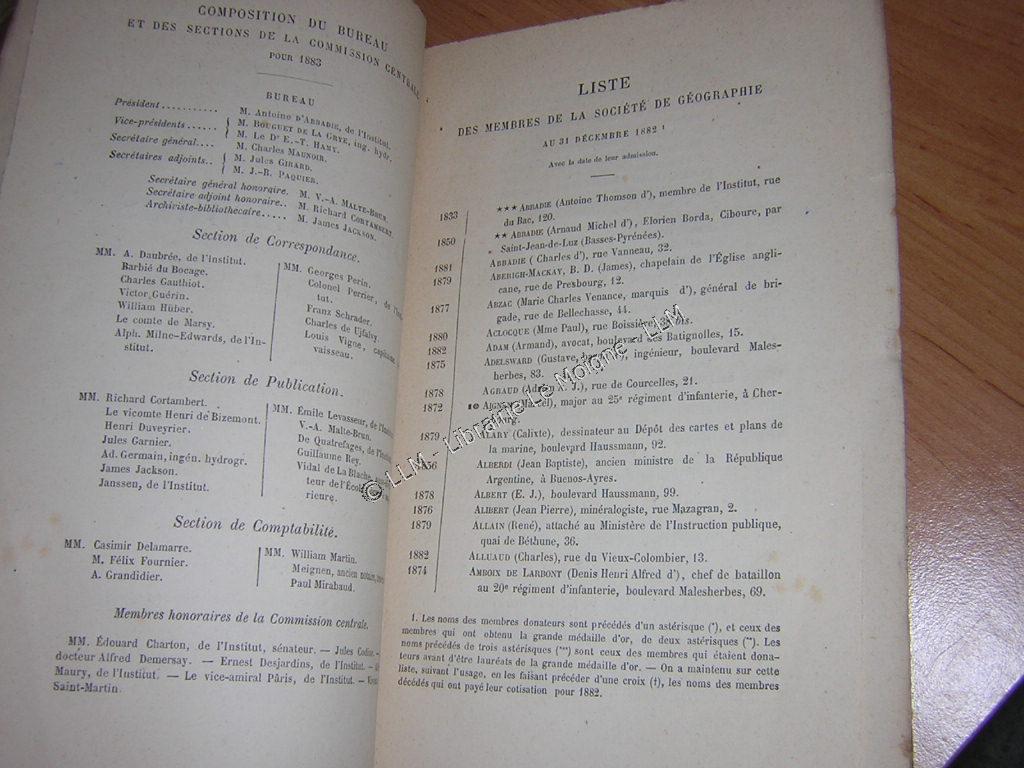 COMPOSITION DU BUREAU
ET DES SECTIONS DE LA COMMISSION CENTRALE
POUR 1883
BUREAU
Président........... M. Antoine D'ABBADIE, de l'Institut.
Vice-présidents...... { M. BOUQUET DE LA GRYE, ing. hydr.
M. Le Dr E.-T. HAMY.
Secrétaire général.... M. Charles MAUNOIR.
Secrétaires adjoints.. { M. Jules GIRARD.
M. J.-R. PAQUIER.
Secrétaire général honoraire. M. V.-A. MALTE-BRUN.
Secrétaire adjoint honoraire.. M. Richard CORTAMBERT.
Archiviste-bibliothécaire..... M. James JACKSON.
Section de Correspondance.
MM. A. Daubrée, de l'Institut.
Barbié du Bocage.
Charles Gauthiot.
Victor Guérin.
William Hüber.
Le comte de Marsy.
Alph. Milne-Edwards, de l'In-
stitut.
MM. Georges Perin.
Colonel Perrier, de l'Ins
tut.
Franz Schrader.
Charles de Ujfalvy.
Louis Vigne, capitaine
vaisseau.
Section de Publication.
MM. Richard Cortambert.
Le vicomte Henri de Bizemont.
Henri Duveyrier.
Jules Garnier.
Ad. Germain, ingén. hydrogr.
James Jackson.
Janssen, de l'Institut.
MM. Émile Levasseur, de l'Institut
V.-A. Malte-Brun.
De Quatrefages, de l'Institut
Guillaume Rey.
Vidal de La Blache,
teur de l'École
rieure.
Section de Comptabilité.
MM. Casimir Delamarre.
M. Félix Fournier.
A. Grandidier.
MM. William Martin.
Meignen, ancien notaire,
Paul Mirabaud.
Membres honoraires de la Commission centrale.
MM. Édouard Charton, de l'Institut, sénateur. — Jules Codine.
docteur Alfred Demersay. — Ernest Desjardins, de l'Institut. —
Maury, de l'Institut. — Le vice-amiral Pâris, de l'Institut. —
Saint-Martin.
LISTE
DES MEMBRES DE LA SOCIÉTÉ DE GÉOGRAPHIE
AU 31 DÉCEMBRE 1882 1
Avec la date de leur admission.
1833 *** ABBADIE (Antoine Thomson d'), membre de l'Institut, rue
du Bac, 120.
1850 ** ABBADIE (Arnaud Michel d'), Elorien Borda, Ciboure, par
Saint-Jean-de-Luz (Basses-Pyrénées).
1881 ABBADIE (Charles d'), rue Vanneau, 32.
1879 ABERIGH-MACKAY, B. D. (James), chapelain de l'Église angli-
cane, rue de Presbourg, 12.
1877 ABZAC (Marie Charles Venance, marquis d'), général de bri-
gade, rue de Bellechasse, 44.
1880 ACLOCQUE (Mme Paul), rue Boissière, bis.
1882 ADAM (Armand), avocat, boulevard des Batignolles, 15.
1875 ADELSWARD (Gustave, ingénieur, boulevard Males-
herbes, 83.
1878 AGRAUD (Adrien X. J.), rue de Courcelles, 21.
1872 AIGNAN (Marcel), major au 25e régiment d'infanterie, à Cher-
bourg.
1879 (Calixte), dessinateur au Dépôt des cartes et plans de
la marine, boulevard Haussmann, 92.
ALBERDI (Jean Baptiste), ancien ministre de la République
Argentine, à Buenos-Ayres.
1878 ALBERT (E. J.), boulevard Haussmann, 99.
1876 ALBERT (Jean Pierre), minéralogiste, rue Mazagran, 2.
1879 ALLAIN (René), attaché au Ministère de l'Instruction publique,
quai de Béthune, 36.
1882 ALLUAUD (Charles), rue du Vieux-Colombier, 13.
1874 AMBOIX DE LARBONT (Denis Henri Alfred d'), chef de bataillon
au 20e régiment d'infanterie, boulevard Malesherbes, 69.
1. Les noms des membres donateurs sont précédés d'un astérisque (*), et ceux des
membres qui ont obtenu la grande médaille d'or, de deux astérisques (**). Les
noms précédés de trois astérisques (***) sont ceux des membres qui étaient dona-
teurs avant d'être lauréats de la grande médaille d'or. — On a maintenu sur cette
liste, suivant l'usage, en les faisant précéder d'une croix (†), les noms des membres
décédés qui ont payé leur cotisation pour 1882.
© LLM - Librairie Le Moigne - LLM